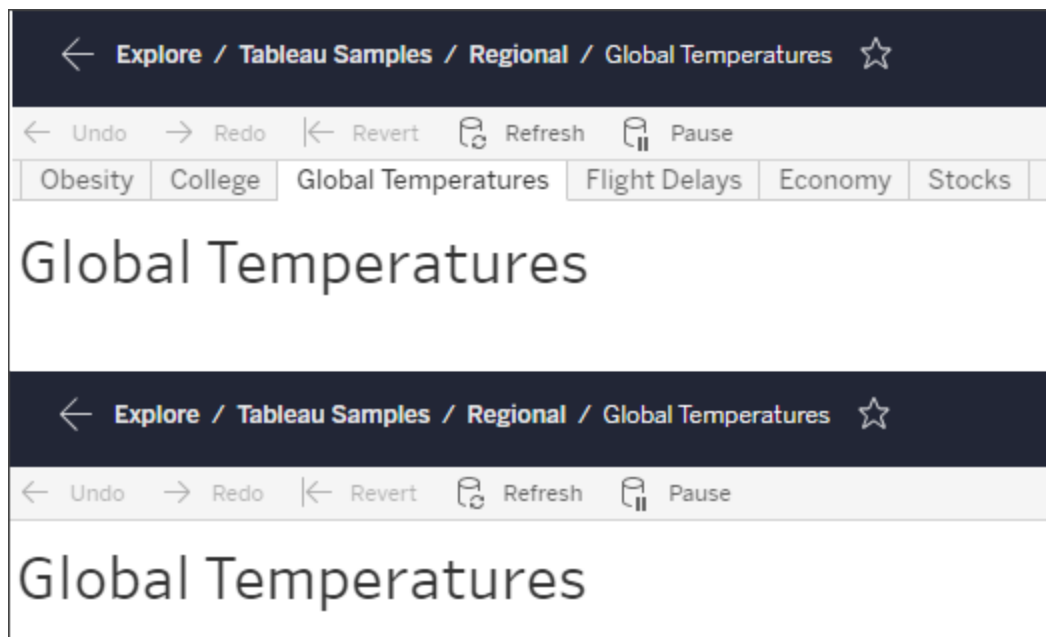 Explore / Tableau Samples / Regional / Global Temperatures
Undo Redo Revert Refresh Pause
Obesity College Global Temperatures Flight Delays Economy Stocks
Global Temperatures
Explore / Tableau Samples / Regional / Global Temperatures
Undo Redo Revert Refresh Pause
Global Temperatures